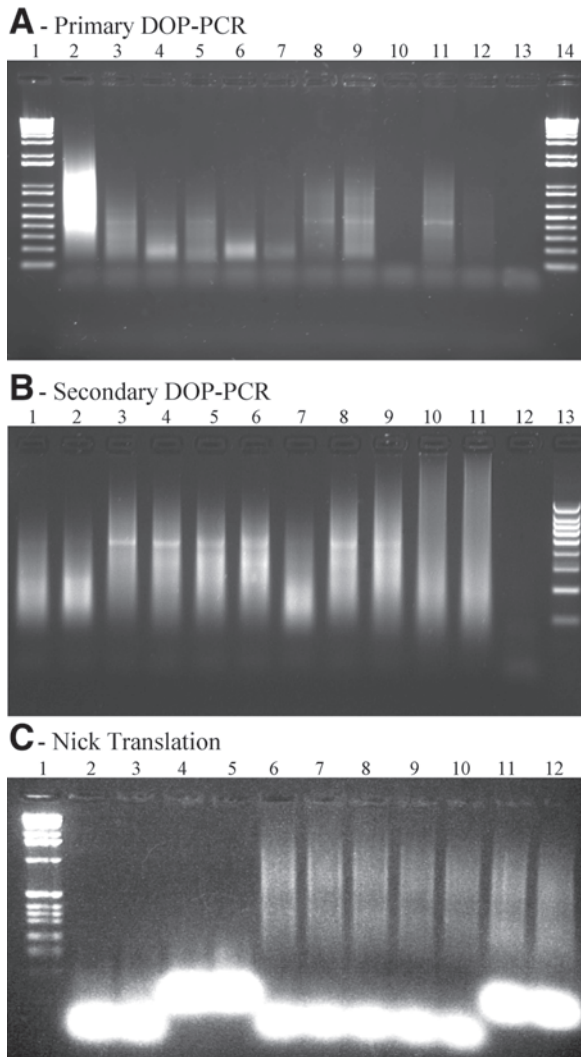 A - Primary DOP-PCR
1 2 3 4 5 6 7 8 9 10 11 12 13 14
B - Secondary DOP-PCR
1 2 3 4 5 6 7 8 9 10 11 12 13
C - Nick Translation
1 2 3 4 5 6 7 8 9 10 11 12